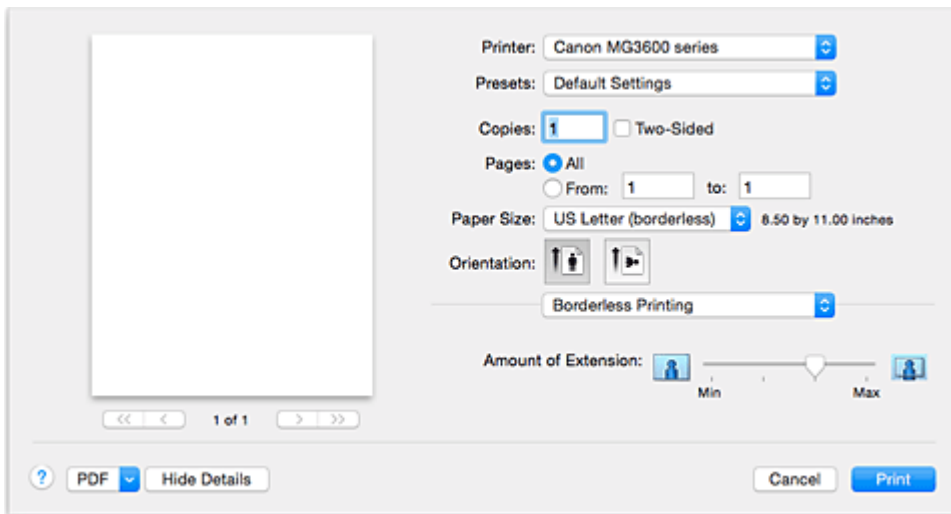 Printer: Canon MG3600 series
Presets: Default Settings
Copies: 1 Two-Sided
Pages: All
From: 1 to: 1
Paper Size: US Letter (borderless) 8.50 by 11.00 inches
Orientation:
Borderless Printing
Amount of Extension:
Min Max
1 of 1
? PDF Hide Details Cancel Print